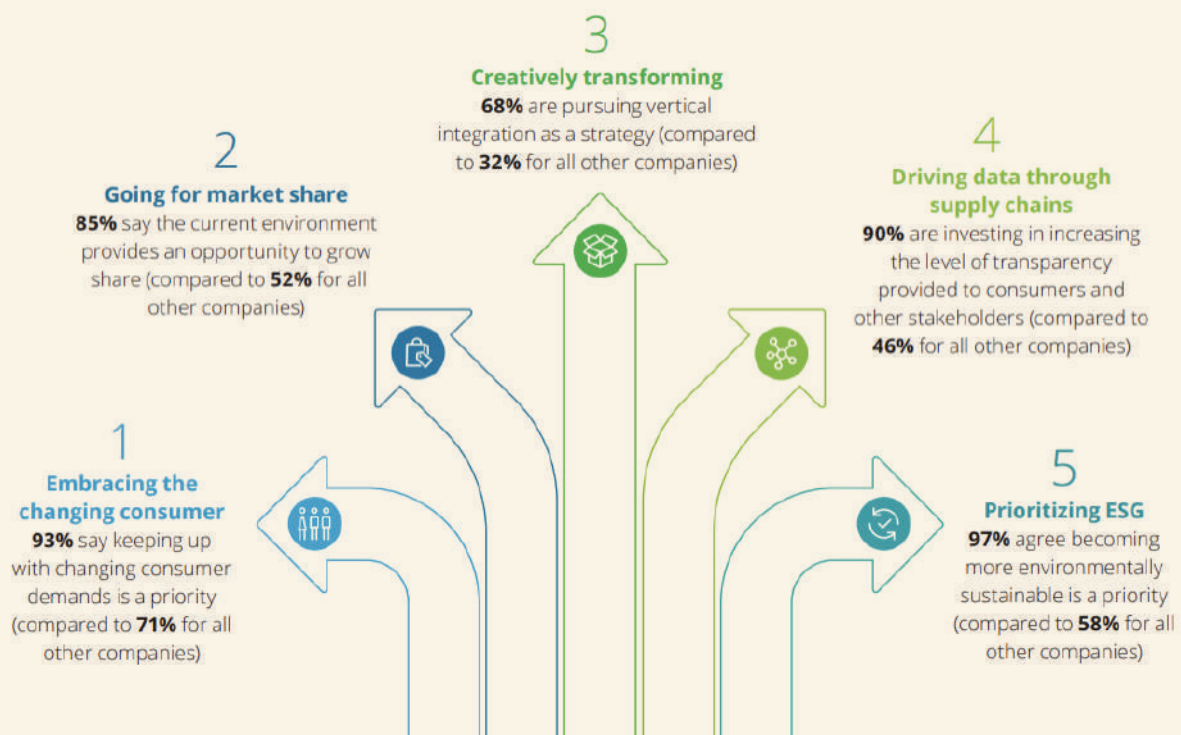 1
Embracing the
changing consumer
93% say keeping up
with changing consumer
demands is a priority
(compared to 71% for all
other companies)
2
Going for market share
85% say the current environment
provides an opportunity to grow
share (compared to 52% for all
other companies)
3
Creatively transforming
68% are pursuing vertical
integration as a strategy (compared
to 32% for all other companies)
4
Driving data through
supply chains
90% are investing in increasing
the level of transparency
provided to consumers and
other stakeholders (compared to
46% for all other companies)
5
Prioritizing ESG
97% agree becoming
more environmentally
sustainable is a priority
(compared to 58% for all
other companies)